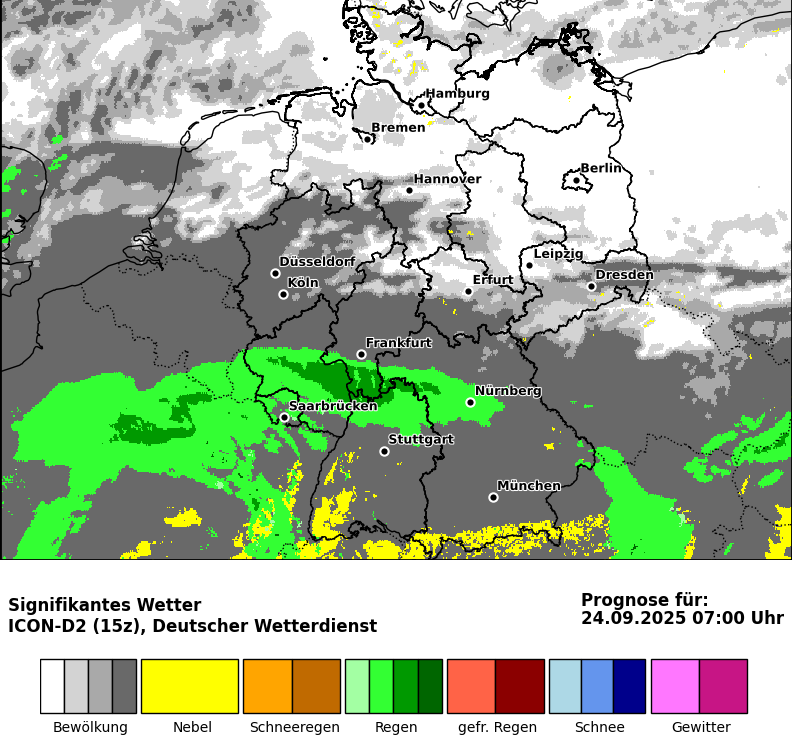 Hamburg
Bremen
Berlin
Hannover
Leipzig
Düsseldorf
Dresden
Erfurt
Köln
Frankfurt
Nürnberg
Saarbrücken
Stuttgart
München
Signifikantes Wetter
ICON-D2 (15z), Deutscher Wetterdienst
Prognose für:
24.09.2025 07:00 Uhr
Bewölkung Nebel Schneeregen Regen gefr. Regen Schnee Gewitter